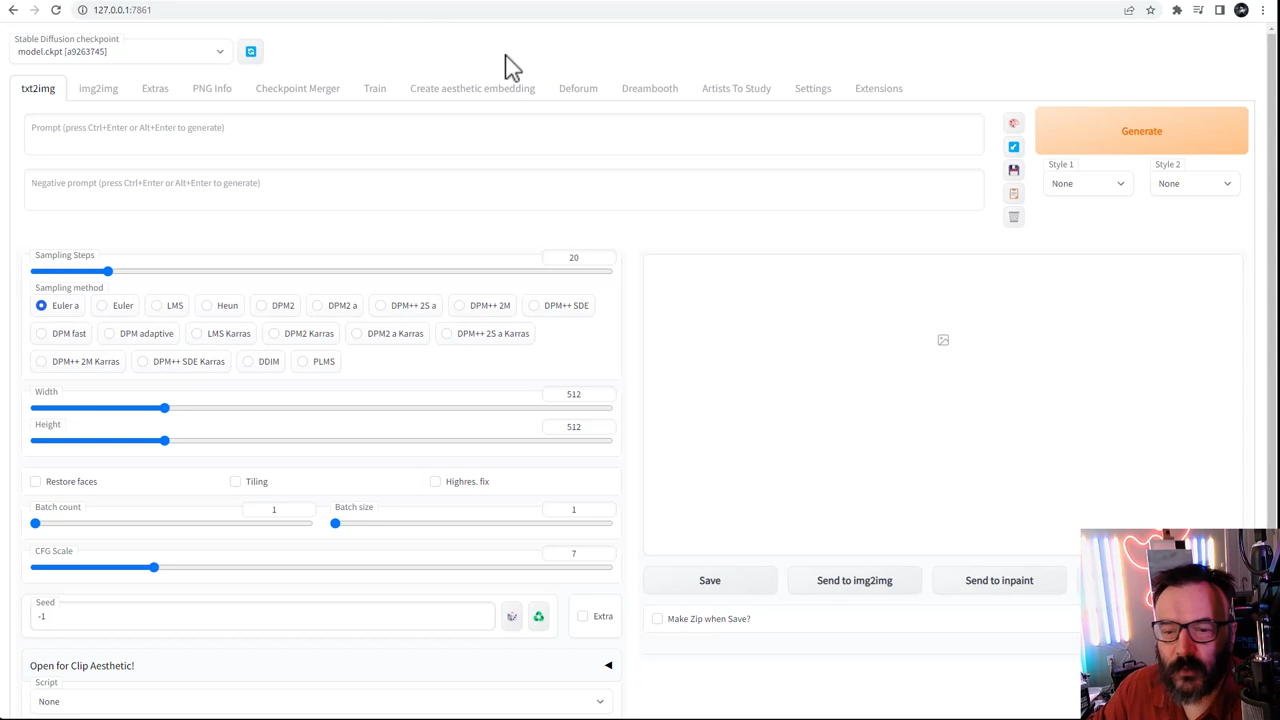 127.0.0.1:7861
Stable Diffusion checkpoint
model.ckpt [a9263745]
txt2img img2img Extras PNG Info Checkpoint Merger Train Create aesthetic embedding Deforum Dreambooth Artists To Study Settings Extensions
Prompt (press Ctrl+Enter or Alt+Enter to generate)
Generate
Style 1 Style 2
None None
Negative prompt (press Ctrl+Enter or Alt+Enter to generate)
Sampling Steps 20
Sampling method
Euler a Euler LMS Heun DPM2 DPM2 a DPM++ 2S a DPM++ 2M DPM++ SDE
DPM fast DPM adaptive LMS Karras DPM2 Karras DPM2 a Karras DPM++ 2S a Karras
DPM++ 2M Karras DPM++ SDE Karras DDIM PLMS
Width 512
Height 512
Restore faces Tiling Highres. fix
Batch count 1 Batch size 1
CFG Scale 7
Save Send to img2img Send to inpaint
Seed
-1 Extra
Make Zip when Save?
Open for Clip Aesthetic!
Script
None